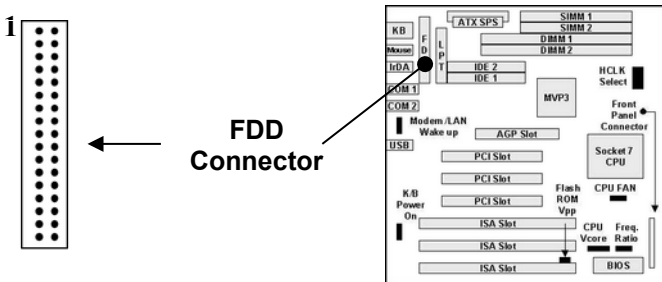 1
FDD
Connector
KB
Mouse
IrDA
COM 1
COM 2
USB
FD
LPT
ATX SPS
SIMM 1
SIMM 2
DIMM 1
DIMM 2
IDE 2
IDE 1
MVP3
HCLK
Select
Front
Panel
Connector
Modem /LAN
Wake up
AGP Slot
Socket 7
CPU
PCI Slot
PCI Slot
PCI Slot
CPU FAN
K/B
Power
On
Flash
ROM
Vpp
ISA Slot
ISA Slot
ISA Slot
CPU
Vcore
Freq.
Ratio
BIOS